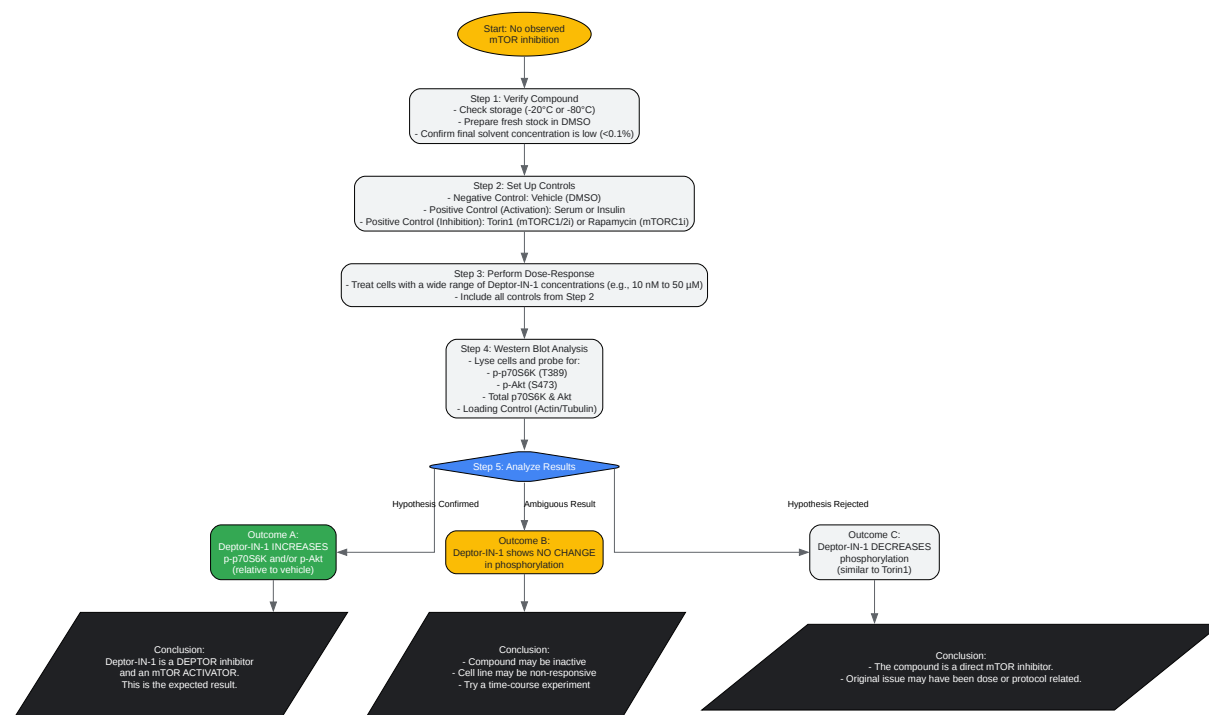 Start: No observed
mTOR inhibition
Step 1: Verify Compound
- Check storage (-20°C or -80°C)
- Prepare fresh stock in DMSO
- Confirm final solvent concentration is low (<0.1%)
Step 2: Set Up Controls
- Negative Control: Vehicle (DMSO)
- Positive Control (Activation): Serum or Insulin
- Positive Control (Inhibition): Torin1 (mTORC1/2i) or Rapamycin (mTORC1i)
Step 3: Perform Dose-Response
- Treat cells with a wide range of Deptor-IN-1 concentrations (e.g., 10 nM to 50 µM)
- Include all controls from Step 2
Step 4: Western Blot Analysis
- Lyse cells and probe for:
- p-p70S6K (T389)
- p-Akt (S473)
- Total p70S6K & Akt
- Loading Control (Actin/Tubulin)
Step 5: Analyze Results
Hypothesis Confirmed
Ambiguous Result
Hypothesis Rejected
Outcome A:
Deptor-IN-1 INCREASES
p-p70S6K and/or p-Akt
(relative to vehicle)
Outcome B:
Deptor-IN-1 shows NO CHANGE
in phosphorylation
Outcome C:
Deptor-IN-1 DECREASES
phosphorylation
(similar to Torin1)
Conclusion:
Deptor-IN-1 is a DEPTOR inhibitor
and an mTOR ACTIVATOR.
This is the expected result.
Conclusion:
- Compound may be inactive
- Cell line may be non-responsive
- Try a time-course experiment
Conclusion:
- The compound is a direct mTOR inhibitor.
- Original issue may have been dose or protocol related.